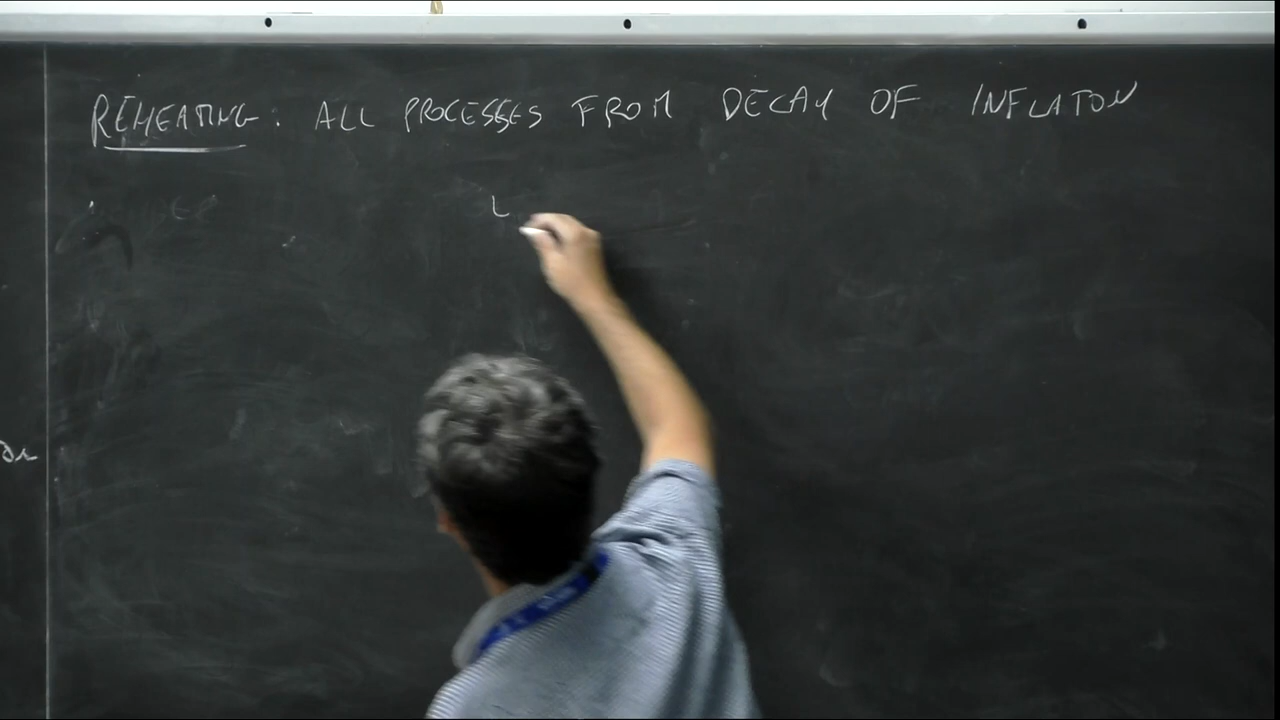 REHEATING: ALL PROCESSES FROM DECAY OF INFLATON
L